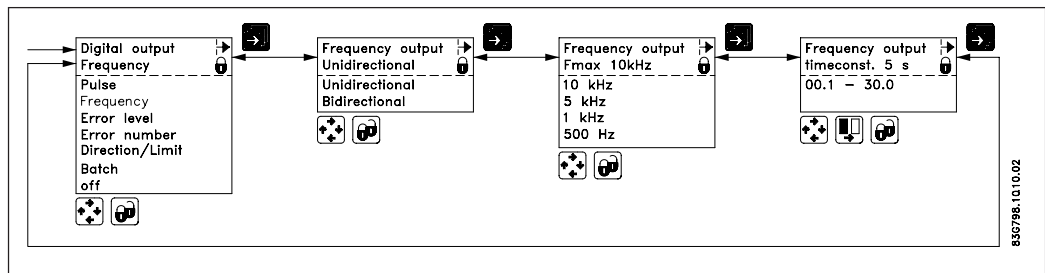 Digital output
Frequency
Pulse
Frequency
Error level
Error number
Direction/Limit
Batch
off
Frequency output
Unidirectional
Unidirectional
Bidirectional
Frequency output
Fmax 10kHz
10 kHz
5 kHz
1 kHz
500 Hz
Frequency output
timeconst. 5 s
00.1 – 30.0
83G798.10.10.02